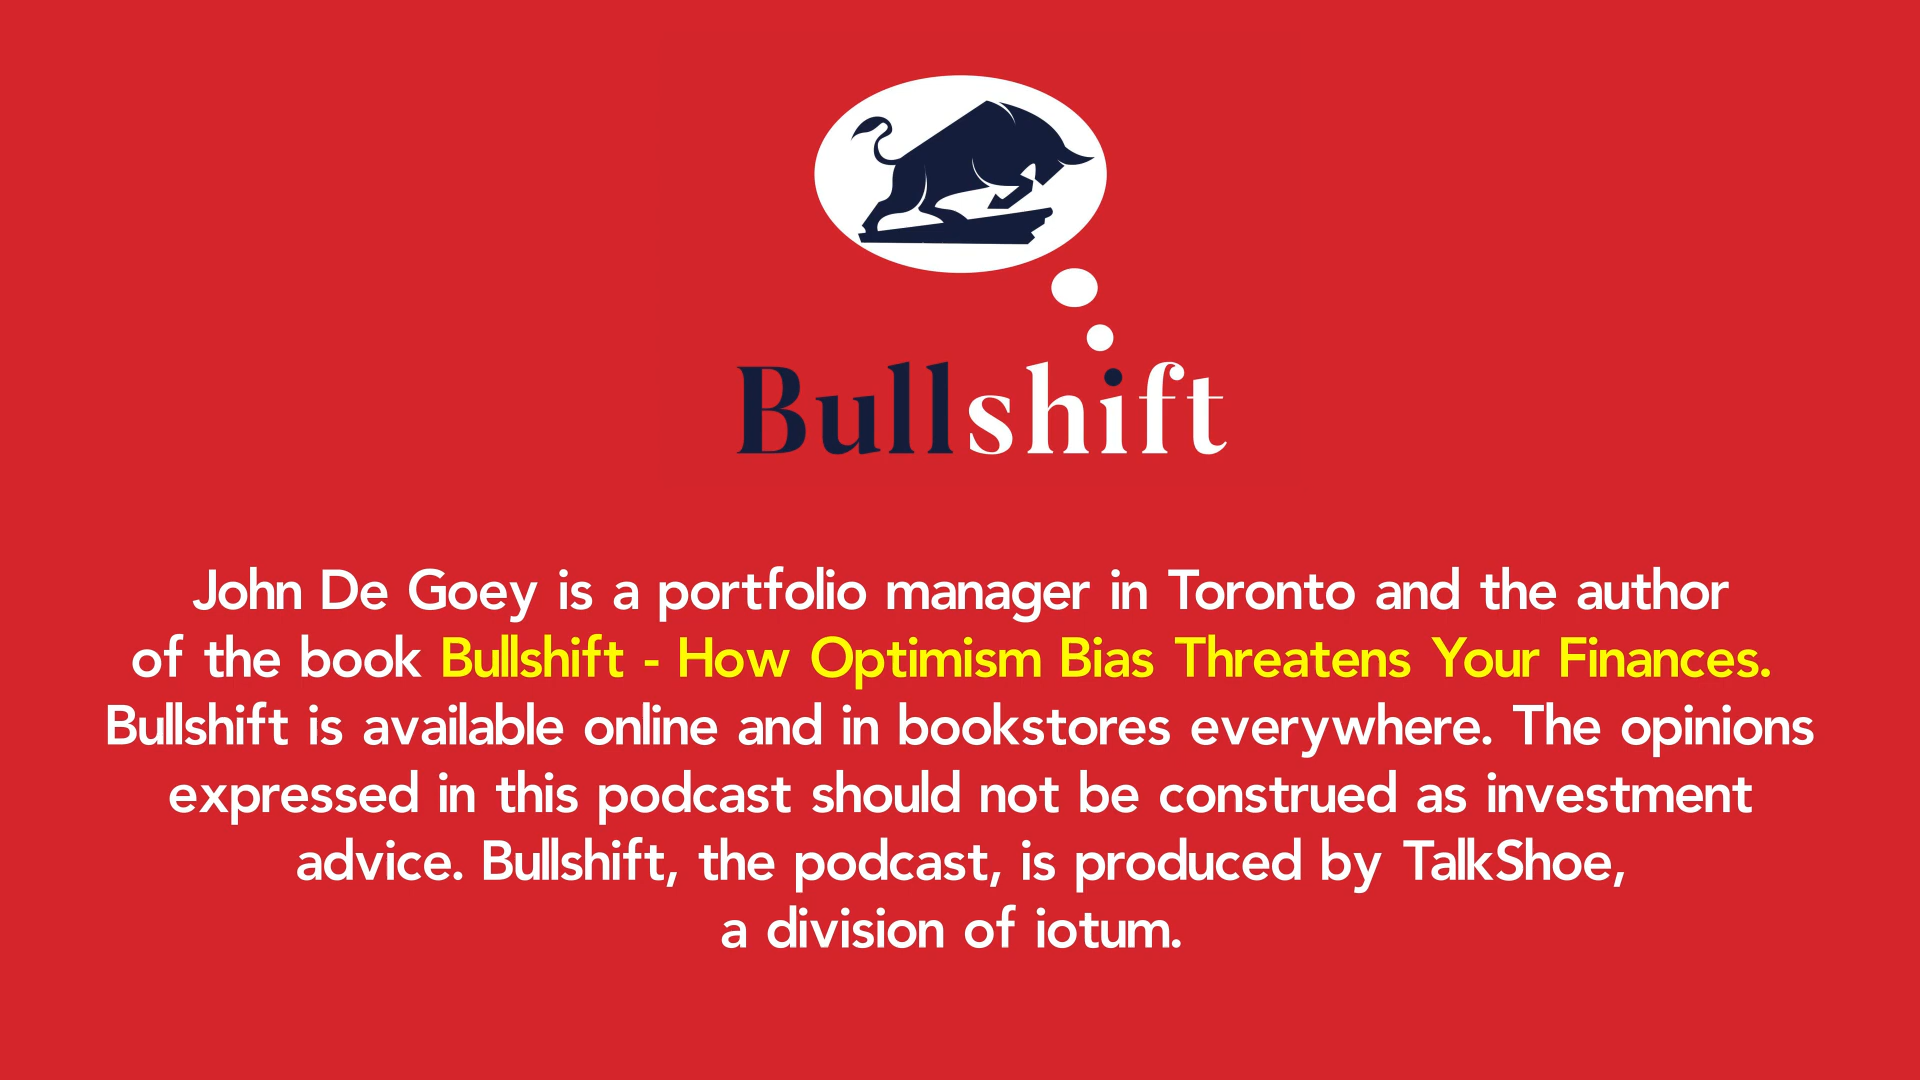 Bullshift
John De Goey is a portfolio manager in Toronto and the author
of the book Bullshift - How Optimism Bias Threatens Your Finances.
Bullshift is available online and in bookstores everywhere. The opinions
expressed in this podcast should not be construed as investment
advice. Bullshift, the podcast, is produced by TalkShoe,
a division of iotum.